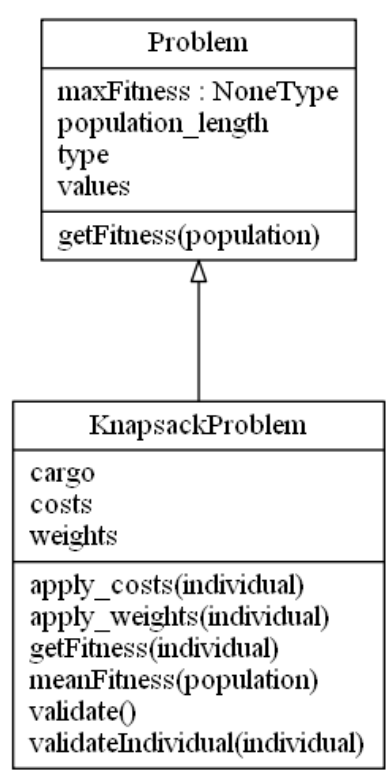 Problem
maxFitness : NoneType
population_length
type
values
getFitness(population)
KnapsackProblem
cargo
costs
weights
apply_costs(individual)
apply_weights(individual)
getFitness(individual)
meanFitness(population)
validate()
validateIndividual(individual)